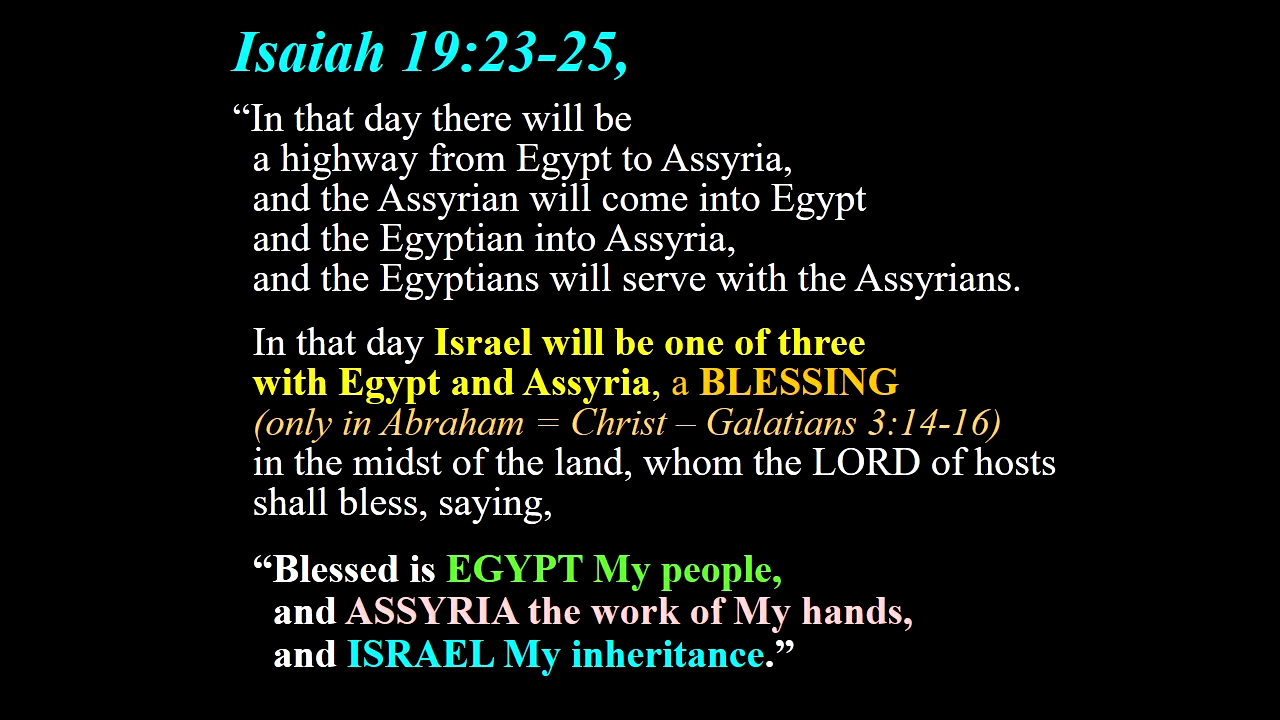 Isaiah 19:23-25,
“In that day there will be
a highway from Egypt to Assyria,
and the Assyrian will come into Egypt
and the Egyptian into Assyria,
and the Egyptians will serve with the Assyrians.
In that day Israel will be one of three
with Egypt and Assyria, a BLESSING
(only in Abraham = Christ – Galatians 3:14-16)
in the midst of the land, whom the LORD of hosts
shall bless, saying,
“Blessed is EGYPT My people,
and ASSYRIA the work of My hands,
and ISRAEL My inheritance.”